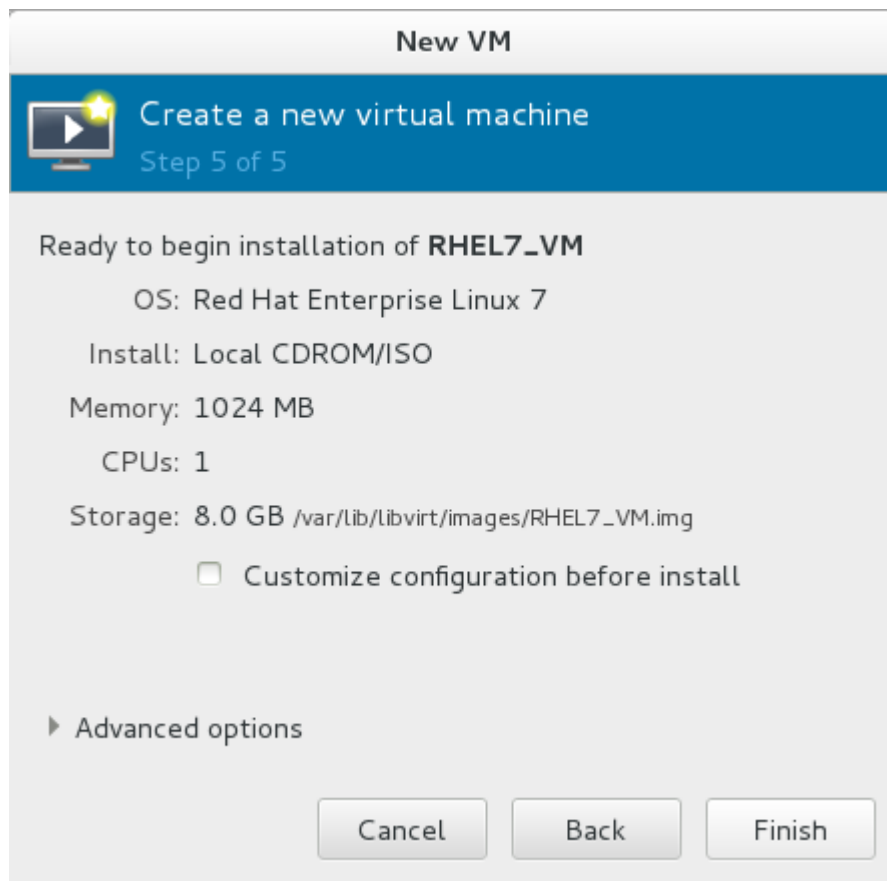 New VM
Create a new virtual machine
Step 5 of 5
Ready to begin installation of RHEL7_VM
OS: Red Hat Enterprise Linux 7
Install: Local CDROM/ISO
Memory: 1024 MB
CPUs: 1
Storage: 8.0 GB /var/lib/libvirt/images/RHEL7_VM.img
Customize configuration before install
Advanced options
Cancel Back Finish